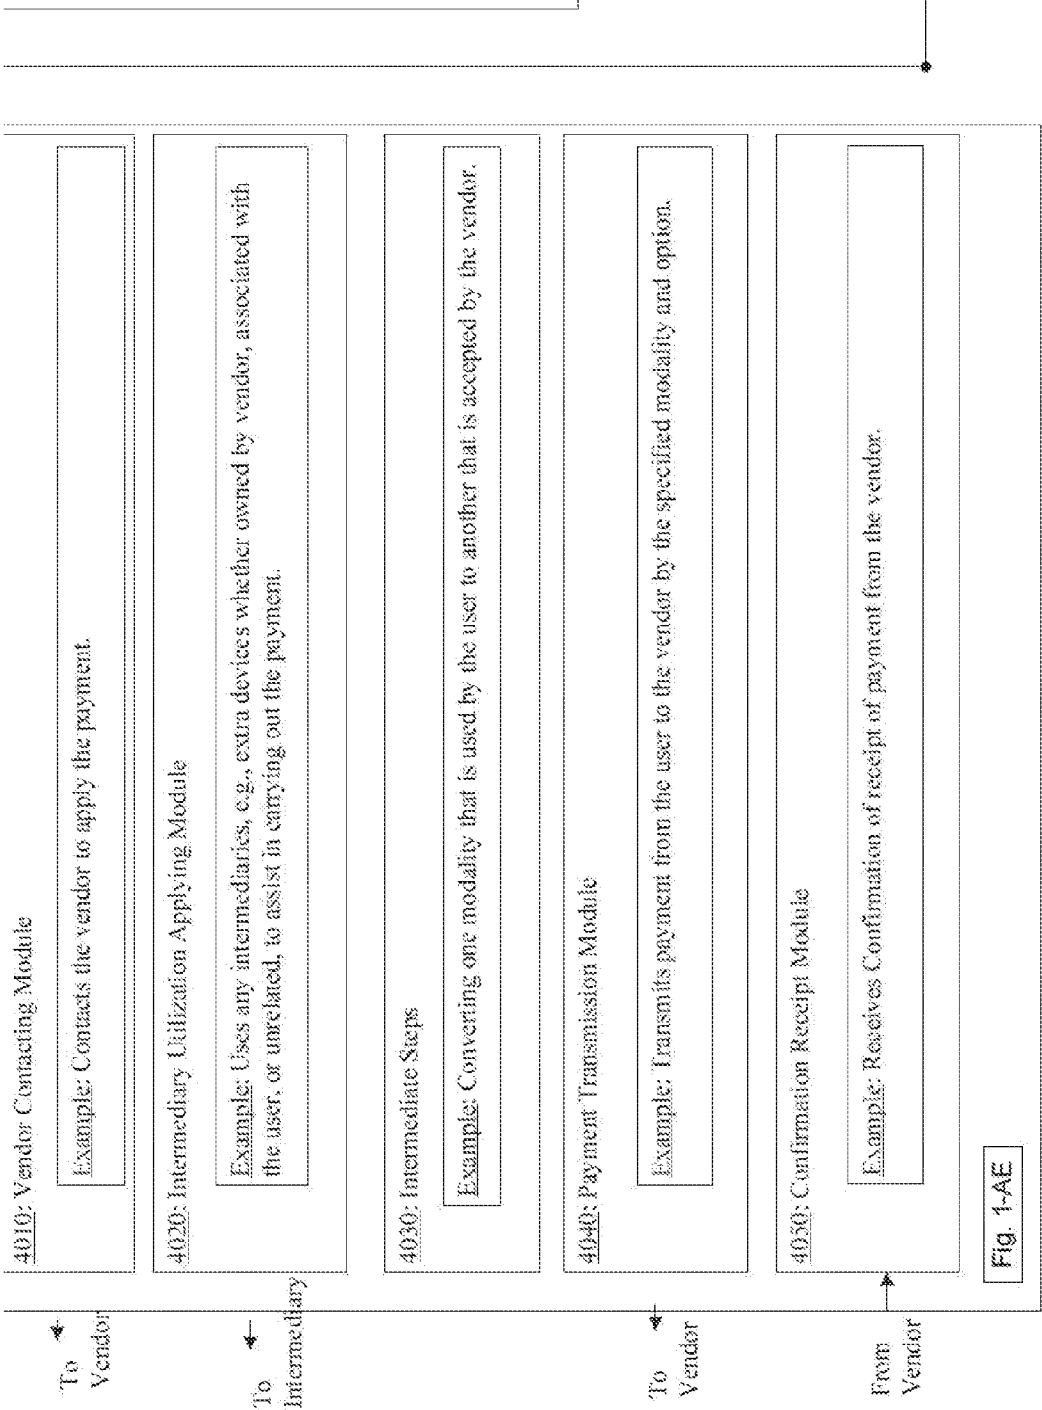 4010: Vendor Contacting Module
Example: Contacts the vendor to apply the payment.
To
Vendor
4020: Intermediary Utilization Applying Module
Example: Uses any intermediaries, e.g., extra devices whether owned by vendor, associated with
the user, or unrelated, to assist in carrying out the payment.
To
Intermediary
4030: Intermediate Steps
Example: Converting one modality that is used by the user to another that is accepted by the vendor.
4040: Payment Transmission Module
Example: Transmits payment from the user to the vendor by the specified modality and option.
To
Vendor
4050: Confirmation Receipt Module
Example: Receives Confirmation of receipt of payment from the vendor.
From
Vendor
Fig. 1-AE